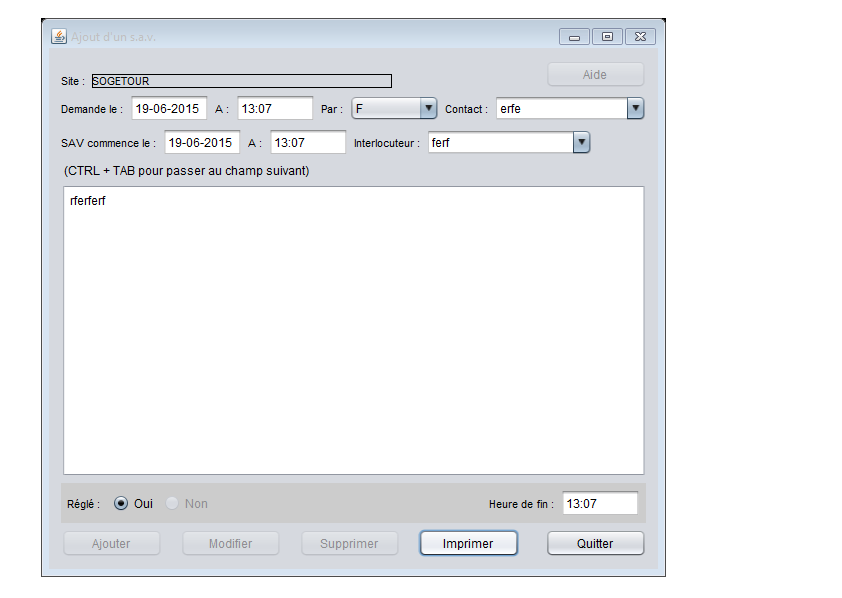 Ajout d'un s.a.v.
Aide
Site : SOGETOUR
Demande le : 19-06-2015 A : 13:07 Par : F Contact : erfe
SAV commence le : 19-06-2015 A : 13:07 Interlocuteur : ferf
(CTRL + TAB pour passer au champ suivant)
rferferf
Réglé : Oui Non Heure de fin : 13:07
Ajouter Modifier Supprimer Imprimer Quitter